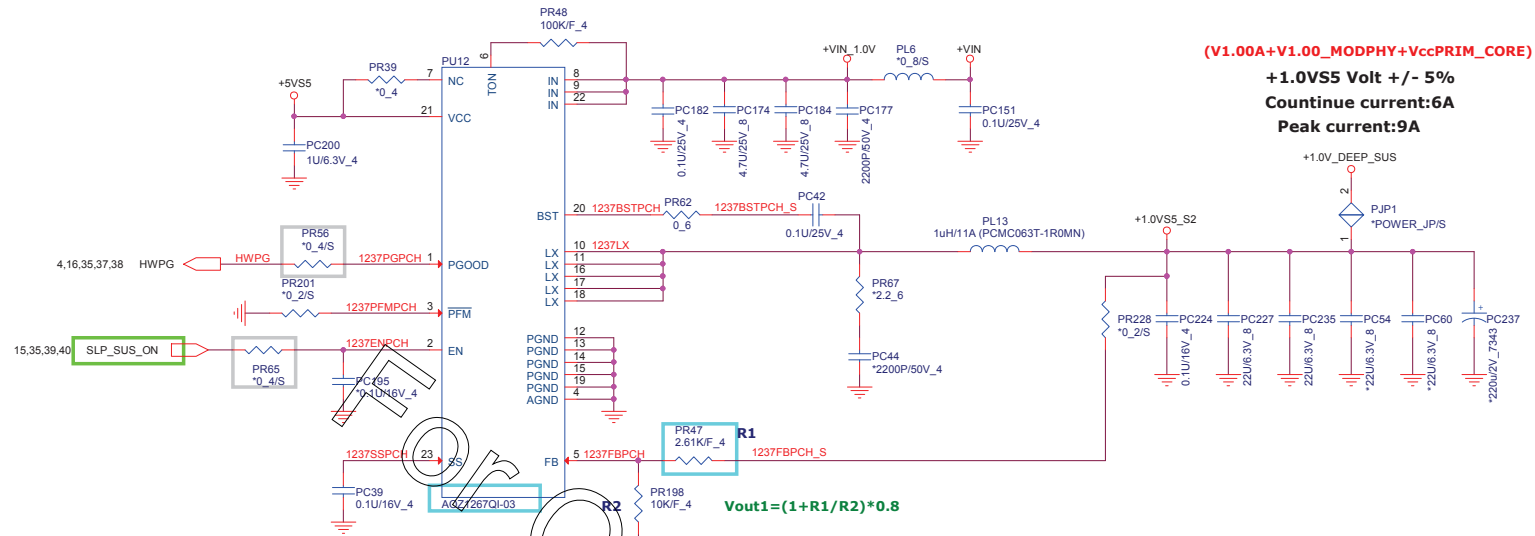 PR48
100K/F_4
PU12
6
TON
PR39
*0_4
7
NC
+5VS5
21
VCC
PC200
1U/6.3V_4
IN
8
IN
9
IN
22
+VIN_1.0V
PL6
*0_8/S
+VIN
PC182
0.1U/25V_4
PC174
4.7U/25V_8
PC184
4.7U/25V_8
PC177
2200P/50V_4
PC151
0.1U/25V_4
(V1.00A+V1.00_MODPHY+VccPRIM_CORE)
+1.0VS5 Volt +/- 5%
Countinue current:6A
Peak current:9A
+1.0V_DEEP_SUS
2
PJP1
*POWER_JP/S
1
BST
20
1237BSTPCH
PR62
0_6
1237BSTPCH_S
PC42
0.1U/25V_4
PL13
1uH/11A (PCMC063T-1R0MN)
+1.0VS5_S2
LX
10
1237LX
LX
11
LX
16
LX
17
LX
18
4,16,35,37,38
HWPG
HWPG
PR56
*0_4/S
1237PGPCH
1
PGOOD
PR201
*0_2/S
1237PFMPCH
3
PFM
15,35,39,40
SLP_SUS_ON
PR65
*0_4/S
1237ENPCH
2
EN
PC195
*0.1U/16V_4
PGND
12
PGND
13
PGND
14
PGND
15
PGND
19
AGND
4
PR67
*2.2_6
PC44
*2200P/50V_4
PR228
*0_2/S
PC224
0.1U/16V_4
PC227
22U/6.3V_8
PC235
22U/6.3V_8
PC54
*22U/6.3V_8
PC60
*22U/6.3V_8
+
PC237
*220u/2V_7343
1237SSPCH
23
SS
PC39
0.1U/16V_4
AOZ1267QI-03
FB
5
1237FBPCH
PR47
2.61K/F_4
R1
1237FBPCH_S
R2
PR198
10K/F_4
Vout1=(1+R1/R2)*0.8
For